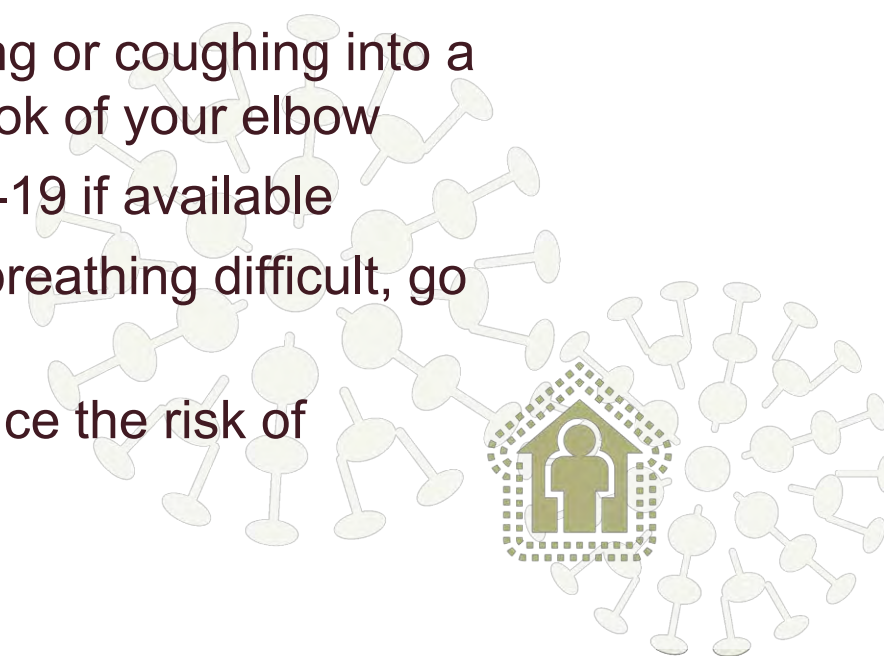 ng or coughing into a
ok of your elbow
-19 if available
breathing difficult, go
ce the risk of